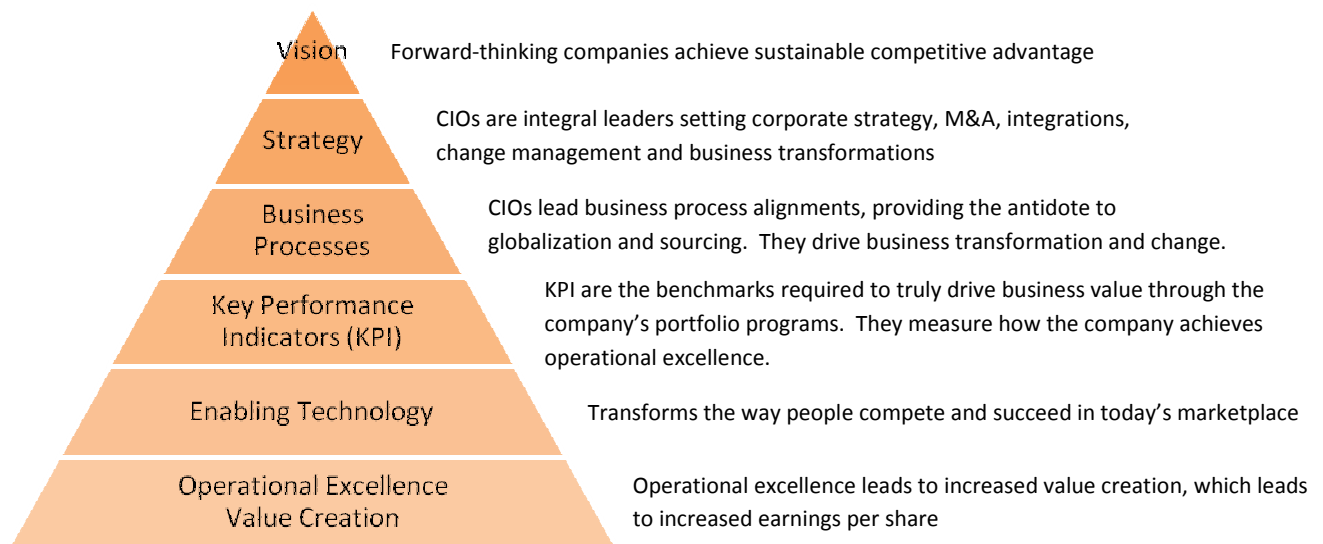 Vision
Forward-thinking companies achieve sustainable competitive advantage
Strategy
CIOs are integral leaders setting corporate strategy, M&A, integrations,
change management and business transformations
Business
Processes
CIOs lead business process alignments, providing the antidote to
globalization and sourcing.  They drive business transformation and change.
Key Performance
Indicators (KPI)
KPI are the benchmarks required to truly drive business value through the
company’s portfolio programs.  They measure how the company achieves
operational excellence.
Enabling Technology
Transforms the way people compete and succeed in today’s marketplace
Operational Excellence
Value Creation
Operational excellence leads to increased value creation, which leads
to increased earnings per share